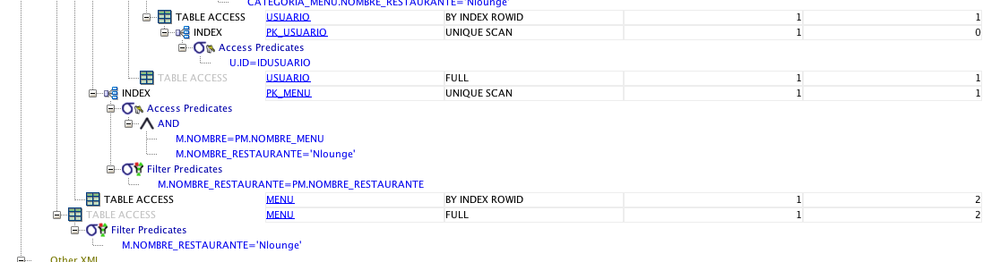 CATEGORIA_MENU.NOMBRE_RESTAURANTE='Nlounge'
TABLE ACCESS USUARIO BY INDEX ROWID 1 1
INDEX PK_USUARIO UNIQUE SCAN 1 0
Access Predicates
U.ID=IDUSUARIO
TABLE ACCESS USUARIO FULL 1 1
INDEX PK_MENU UNIQUE SCAN 1 1
Access Predicates
AND
M.NOMBRE=PM.NOMBRE_MENU
M.NOMBRE_RESTAURANTE='Nlounge'
Filter Predicates
M.NOMBRE_RESTAURANTE=PM.NOMBRE_RESTAURANTE
TABLE ACCESS MENU BY INDEX ROWID 1 2
TABLE ACCESS MENU FULL 1 2
Filter Predicates
M.NOMBRE_RESTAURANTE='Nlounge'
Other XML